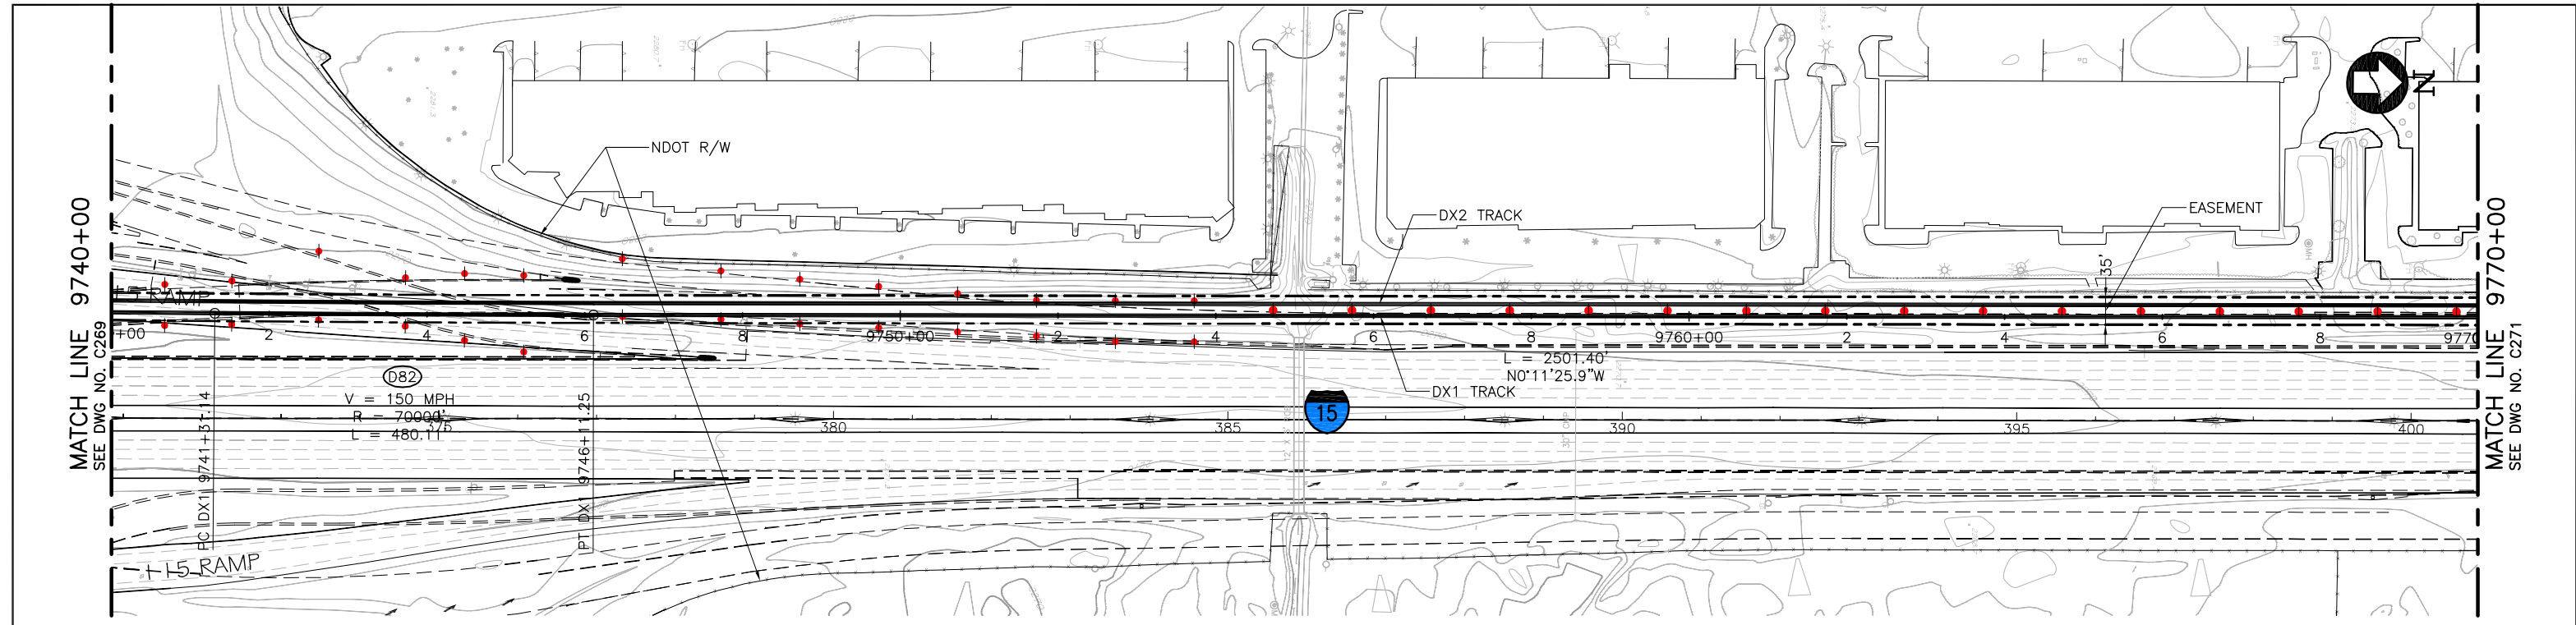 NDOT R/W
N
DX2 TRACK
EASEMENT
35'
MATCH LINE 9740+00
SEE DWG NO. C269
MATCH LINE 9770+00
SEE DWG NO. C271
+00 2 4 6 8 9750+00 2 4 6 8 9760+00 2 4 6 8 9770
L = 2501.40'
N0°11'25.9"W
DX1 TRACK
D82
V = 150 MPH
R = 70000'
L = 480.11'
PC DX1 9741+31.14
PT DX1 9746+11.25
15
375 380 385 390 395 400
I-15 RAMP